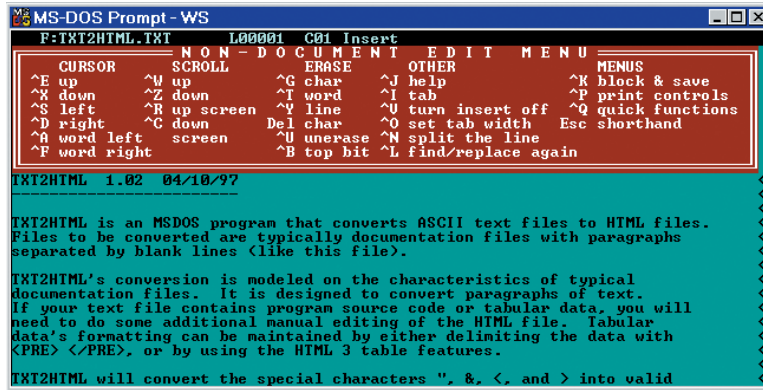 MS-DOS Prompt - WS
F:TXT2HTML.TXT L00001 C01 Insert
NON-DOCUMENT EDIT MENU
CURSOR SCROLL ERASE OTHER MENUS
^E up ^W up ^G char ^J help ^K block & save
^X down ^Z down ^T word ^I tab ^P print controls
^S left ^R up screen ^Y line ^V turn insert off ^Q quick functions
^D right ^C down Del char ^O set tab width Esc shorthand
^A word left screen ^U unerase ^N split the line
^F word right ^B top bit ^L find/replace again
TXT2HTML 1.02 04/10/97
------------------------
TXT2HTML is an MSDOS program that converts ASCII text files to HTML files. <
Files to be converted are typically documentation files with paragraphs <
separated by blank lines (like this file). <
TXT2HTML's conversion is modeled on the characteristics of typical <
documentation files. It is designed to convert paragraphs of text. <
If your text file contains program source code or tabular data, you will <
need to do some additional manual editing of the HTML file. Tabular <
data's formatting can be maintained by either delimiting the data with <
<PRE> </PRE>, or by using the HTML 3 table features. <
TXT2HTML will convert the special characters ", &, <, and > into valid <